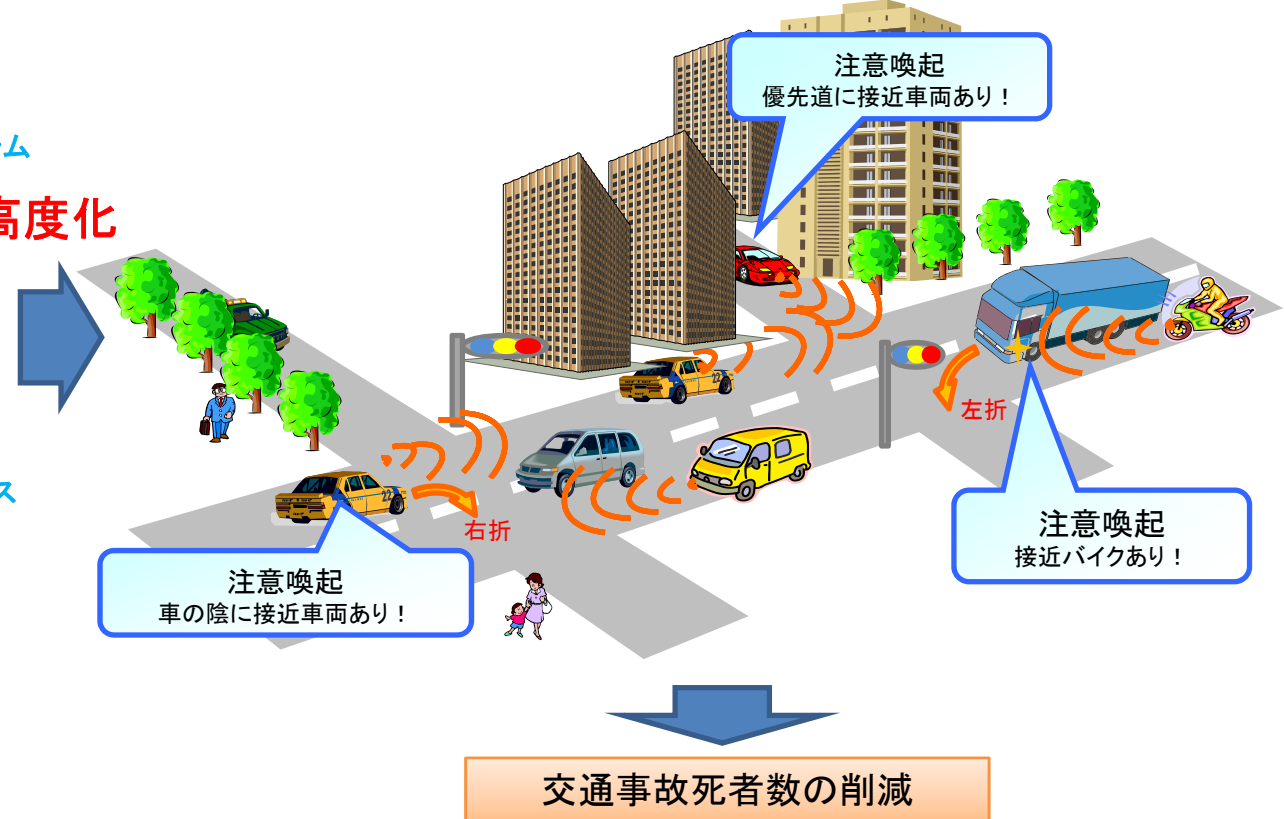 注意喚起
優先道に接近車両あり！
ーム
高度化
左折
ス
右折
注意喚起
接近バイクあり！
注意喚起
車の陰に接近車両あり！
22
22
交通事故死者数の削減